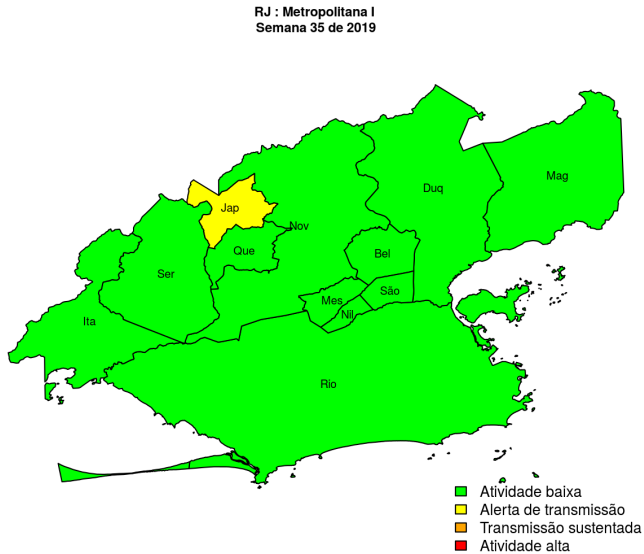 RJ : Metropolitana I
Semana 35 de 2019
Mag
Duq
Jap
Nov
Que
Bel
Ser
São
Mes
Nil
Ita
Rio
Atividade baixa
Alerta de transmissão
Transmissão sustentada
Atividade alta